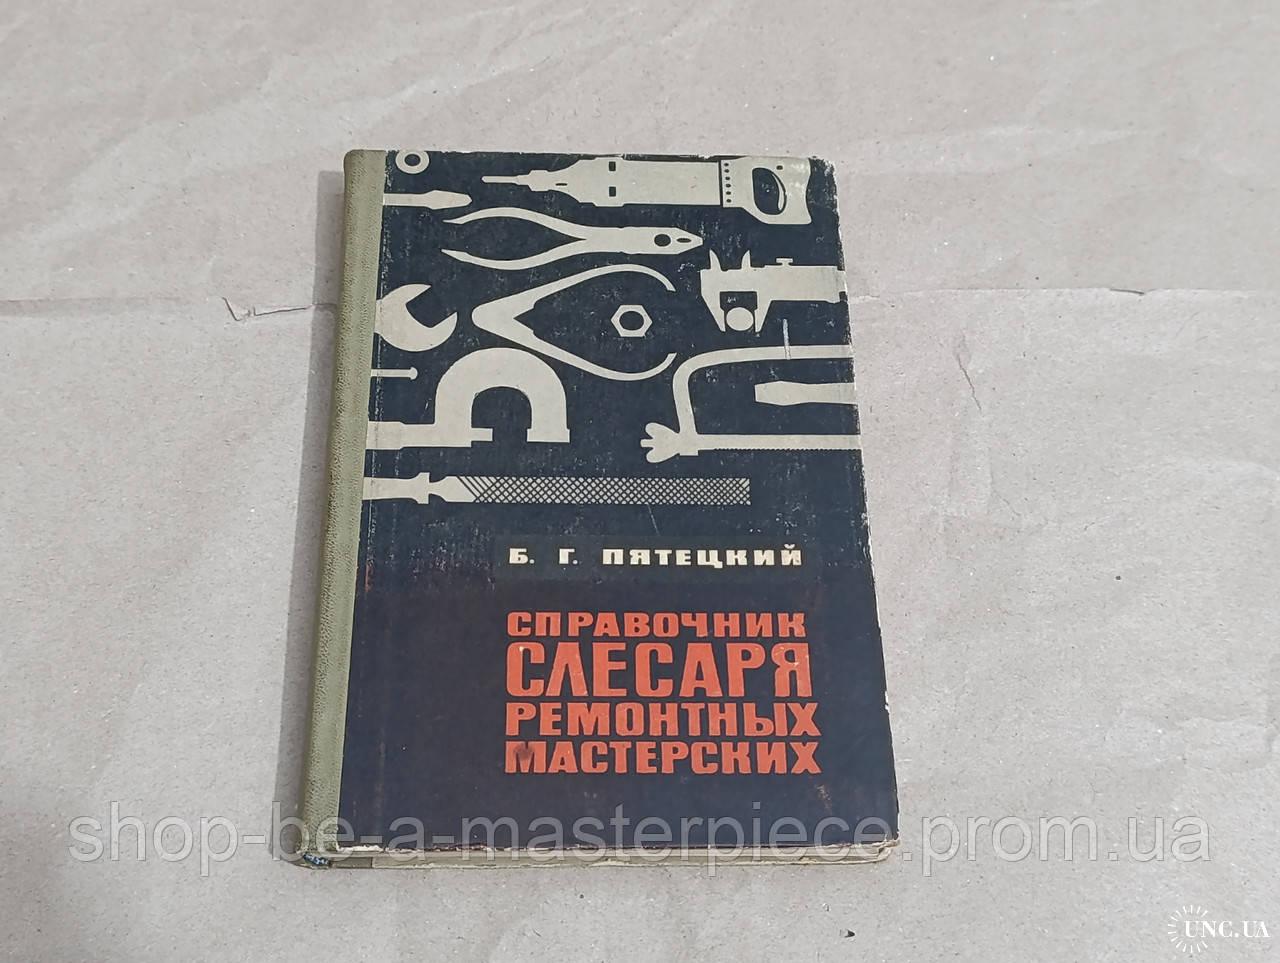 Б. Г. ПЯТЕЦКИЙ
СПРАВОЧНИК
СЛЕСАРЯ
РЕМОНТНЫХ
МАСТЕРСКИХ
shop-be-a-masterpiece.prom.ua
UNC.UA